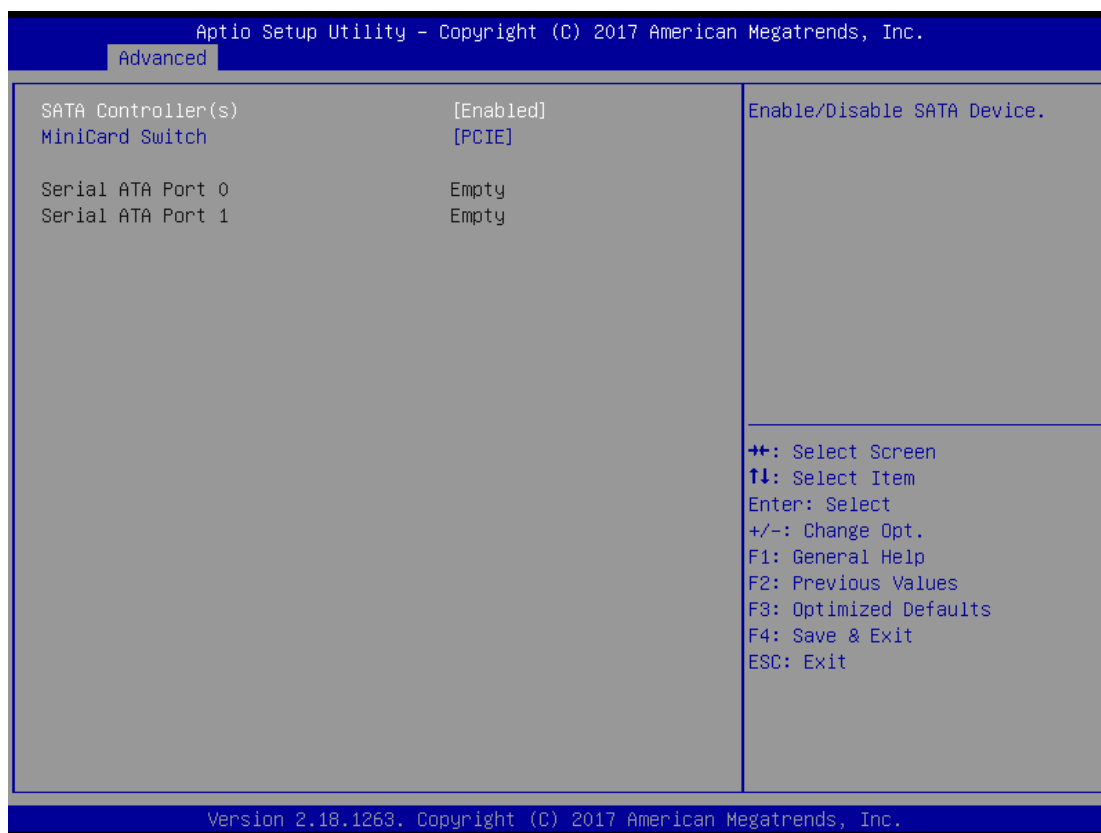 Aptio Setup Utility – Copyright (C) 2017 American Megatrends, Inc.
Advanced
SATA Controller(s) [Enabled]
MiniCard Switch [PCIE]
Serial ATA Port 0 Empty
Serial ATA Port 1 Empty
Enable/Disable SATA Device.
→←: Select Screen
↑↓: Select Item
Enter: Select
+/-: Change Opt.
F1: General Help
F2: Previous Values
F3: Optimized Defaults
F4: Save & Exit
ESC: Exit
Version 2.18.1263. Copyright (C) 2017 American Megatrends, Inc.